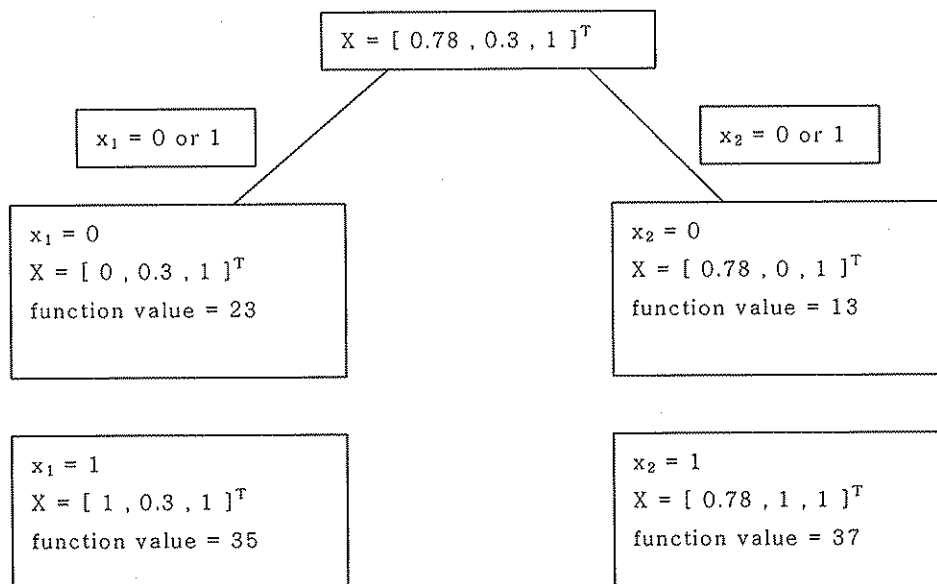 X = [ 0.78 , 0.3 , 1 ]ᵀ
x₁ = 0 or 1
x₂ = 0 or 1
x₁ = 0
X = [ 0 , 0.3 , 1 ]ᵀ
function value = 23
x₂ = 0
X = [ 0.78 , 0 , 1 ]ᵀ
function value = 13
x₁ = 1
X = [ 1 , 0.3 , 1 ]ᵀ
function value = 35
x₂ = 1
X = [ 0.78 , 1 , 1 ]ᵀ
function value = 37